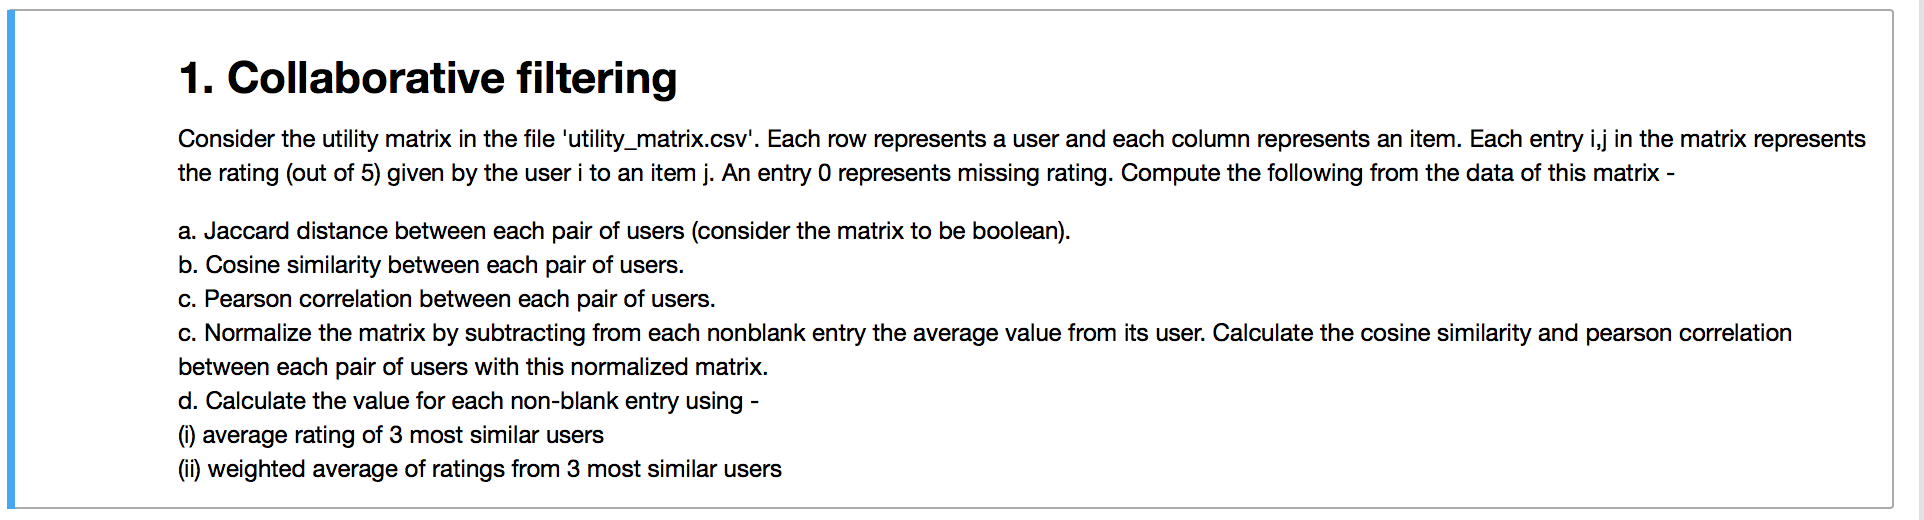 1. Collaborative filtering
Consider the utility matrix in the file 'utility_matrix.csv'. Each row represents a user and each column represents an item. Each entry i,j in the matrix represents
the rating (out of 5) given by the user i to an item j. An entry 0 represents missing rating. Compute the following from the data of this matrix -
a. Jaccard distance between each pair of users (consider the matrix to be boolean).
b. Cosine similarity between each pair of users.
c. Pearson correlation between each pair of users.
c. Normalize the matrix by subtracting from each nonblank entry the average value from its user. Calculate the cosine similarity and pearson correlation
between each pair of users with this normalized matrix.
d. Calculate the value for each non-blank entry using -
(i) average rating of 3 most similar users
(ii) weighted average of ratings from 3 most similar users